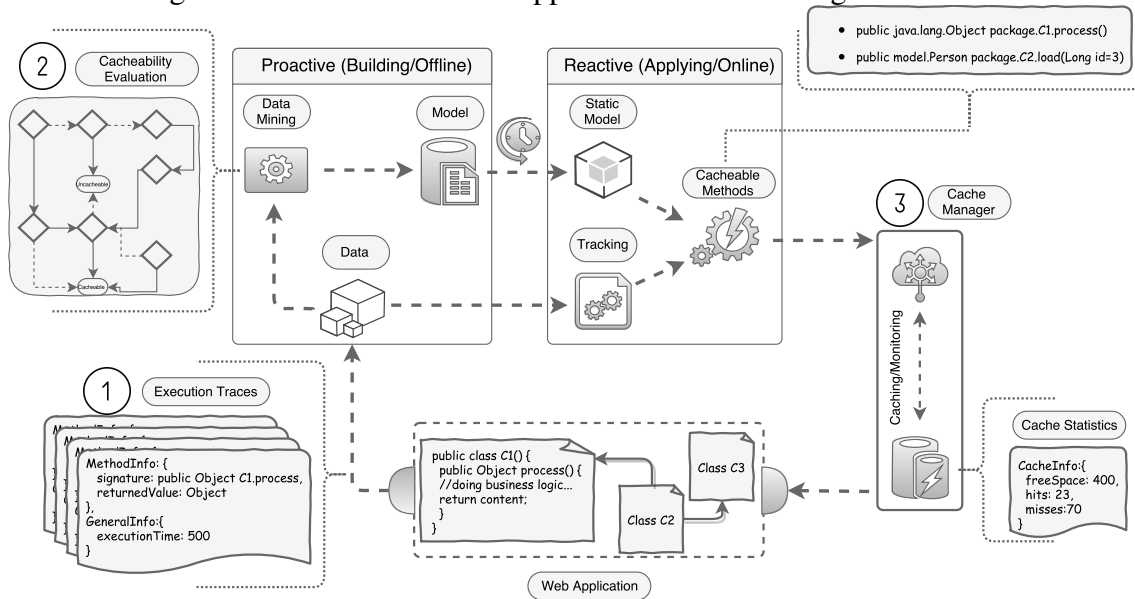 • public java.lang.Object package.C1.process()
• public model.Person package.C2.load(Long id=3)
2
Cacheability
Evaluation
Uncacheable
Cacheable
Proactive (Building/Offline)
Data
Mining
Model
Data
Reactive (Applying/Online)
Static
Model
Tracking
Cacheable
Methods
3
Cache
Manager
Caching/Monitoring
Cache Statistics
CacheInfo:{
freeSpace: 400,
hits: 23,
misses:70
}
1
Execution Traces
MethodInfo: {
signature: public Object C1.process,
returnedValue: Object
},
GeneralInfo:{
executionTime: 500
}
public class C1() {
public Object process() {
//doing business logic...
return content;
}
}
Class C2
Class C3
Web Application